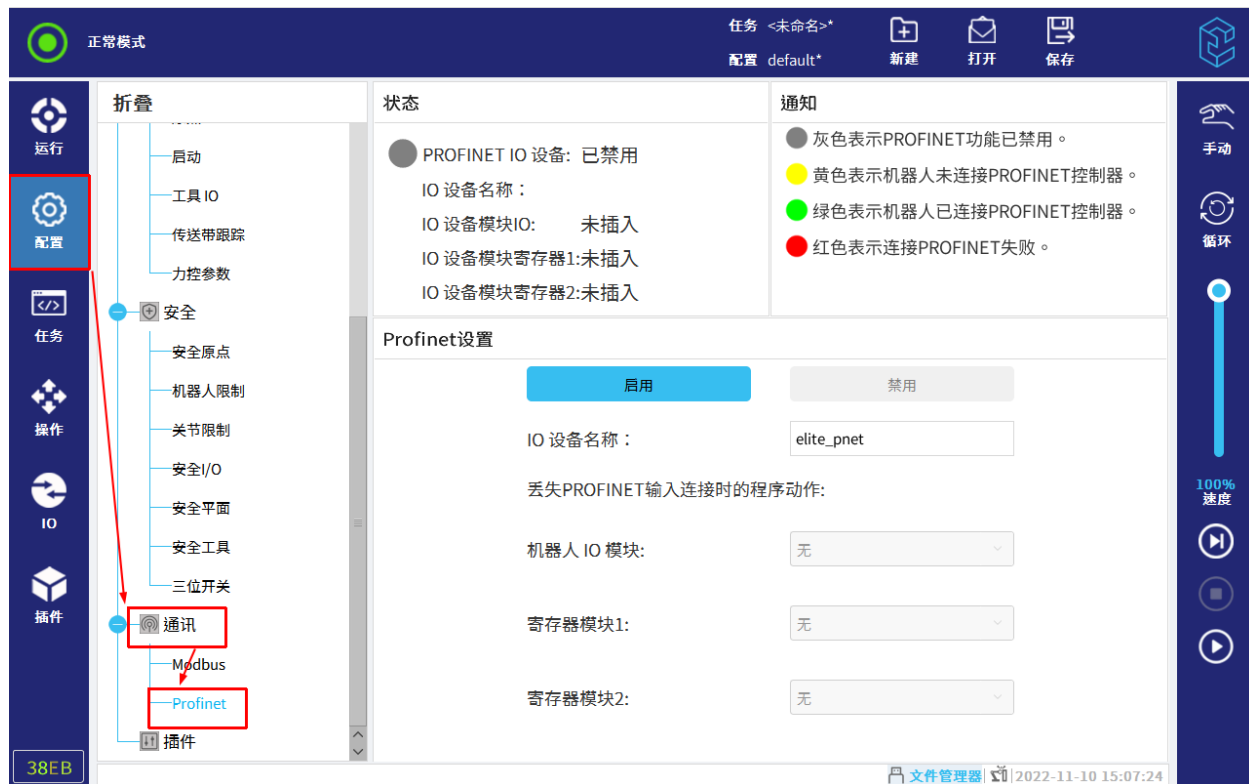 正常模式
任务 <未命名>*
配置 default*
新建
打开
保存
运行
配置
任务
操作
IO
插件
38EB
折叠
启动
工具 IO
传送带跟踪
力控参数
安全
安全原点
机器人限制
关节限制
安全I/O
安全平面
安全工具
三位开关
通讯
Modbus
Profinet
插件
状态
PROFINET IO 设备: 已禁用
IO 设备名称：
IO 设备模块IO: 未插入
IO 设备模块寄存器1:未插入
IO 设备模块寄存器2:未插入
通知
灰色表示PROFINET功能已禁用。
黄色表示机器人未连接PROFINET控制器。
绿色表示机器人已连接PROFINET控制器。
红色表示连接PROFINET失败。
Profinet设置
启用
禁用
IO 设备名称： elite_pnet
丢失PROFINET输入连接时的程序动作:
机器人 IO 模块: 无
寄存器模块1: 无
寄存器模块2: 无
手动
循环
100%
速度
文件管理器
2022-11-10 15:07:24